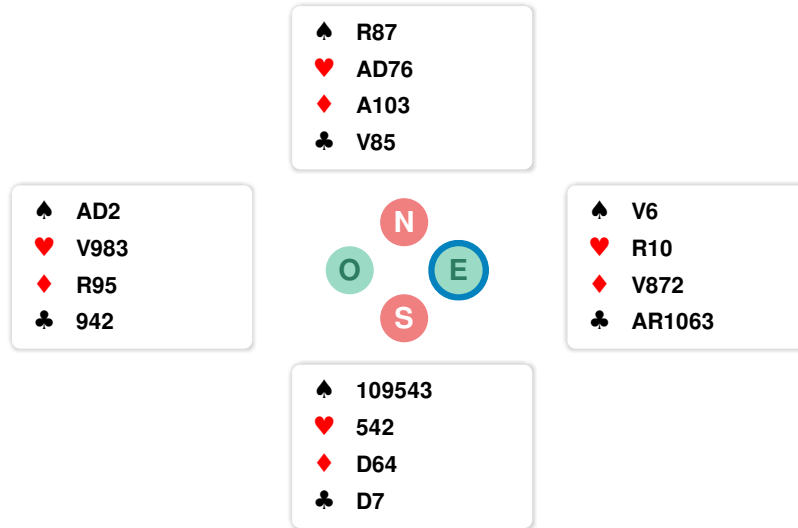 ♠ R87
♥ AD76
♦ A103
♣ V85
♠ AD2
♥ V983
♦ R95
♣ 942
N
O E
S
♠ V6
♥ R10
♦ V872
♣ AR1063
♠ 109543
♥ 542
♦ D64
♣ D7